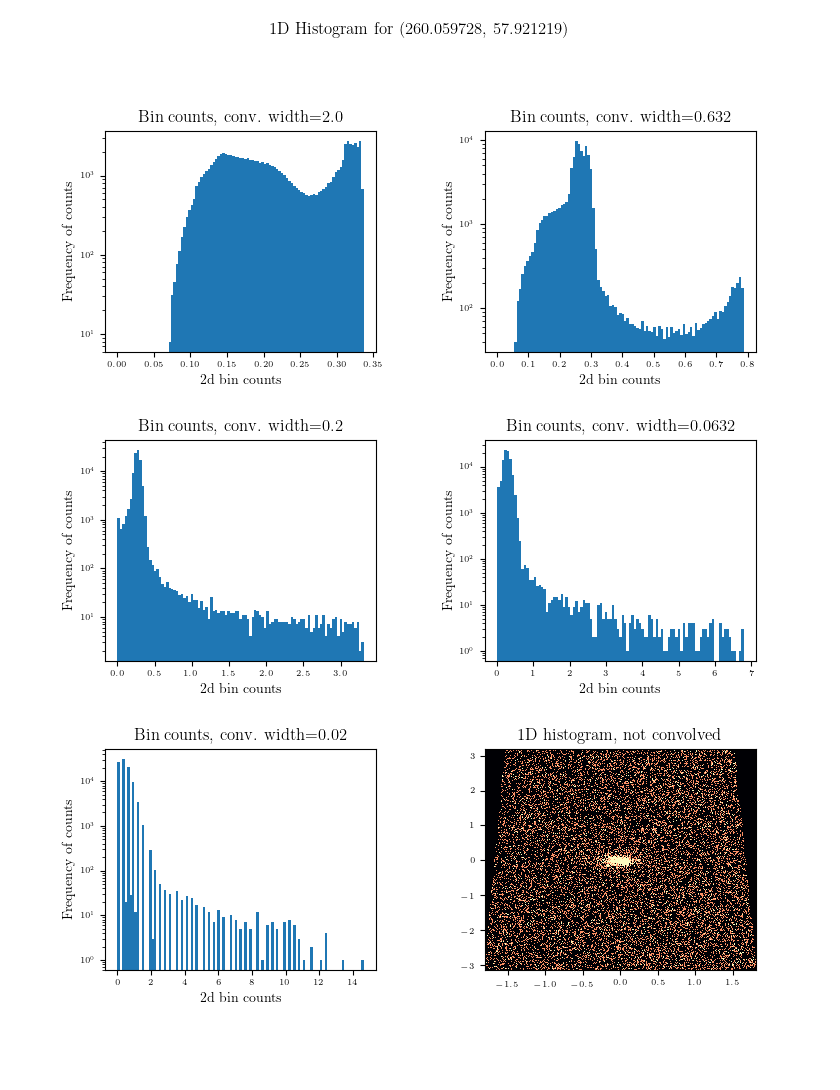 1D Histogram for (260.059728, 57.921219)
Bin counts, conv. width=2.0
Frequency of counts
10³
10²
10¹
0.00 0.05 0.10 0.15 0.20 0.25 0.30 0.35
2d bin counts
Bin counts, conv. width=0.632
Frequency of counts
10⁴
10³
10²
0.0 0.1 0.2 0.3 0.4 0.5 0.6 0.7 0.8
2d bin counts
Bin counts, conv. width=0.2
Frequency of counts
10⁴
10³
10²
10¹
0.0 0.5 1.0 1.5 2.0 2.5 3.0
2d bin counts
Bin counts, conv. width=0.0632
Frequency of counts
10⁴
10³
10²
10¹
10⁰
0 1 2 3 4 5 6 7
2d bin counts
Bin counts, conv. width=0.02
Frequency of counts
10⁴
10³
10²
10¹
10⁰
0 2 4 6 8 10 12 14
2d bin counts
1D histogram, not convolved
3
2
1
0
−1
−2
−3
−1.5 −1.0 −0.5 0.0 0.5 1.0 1.5